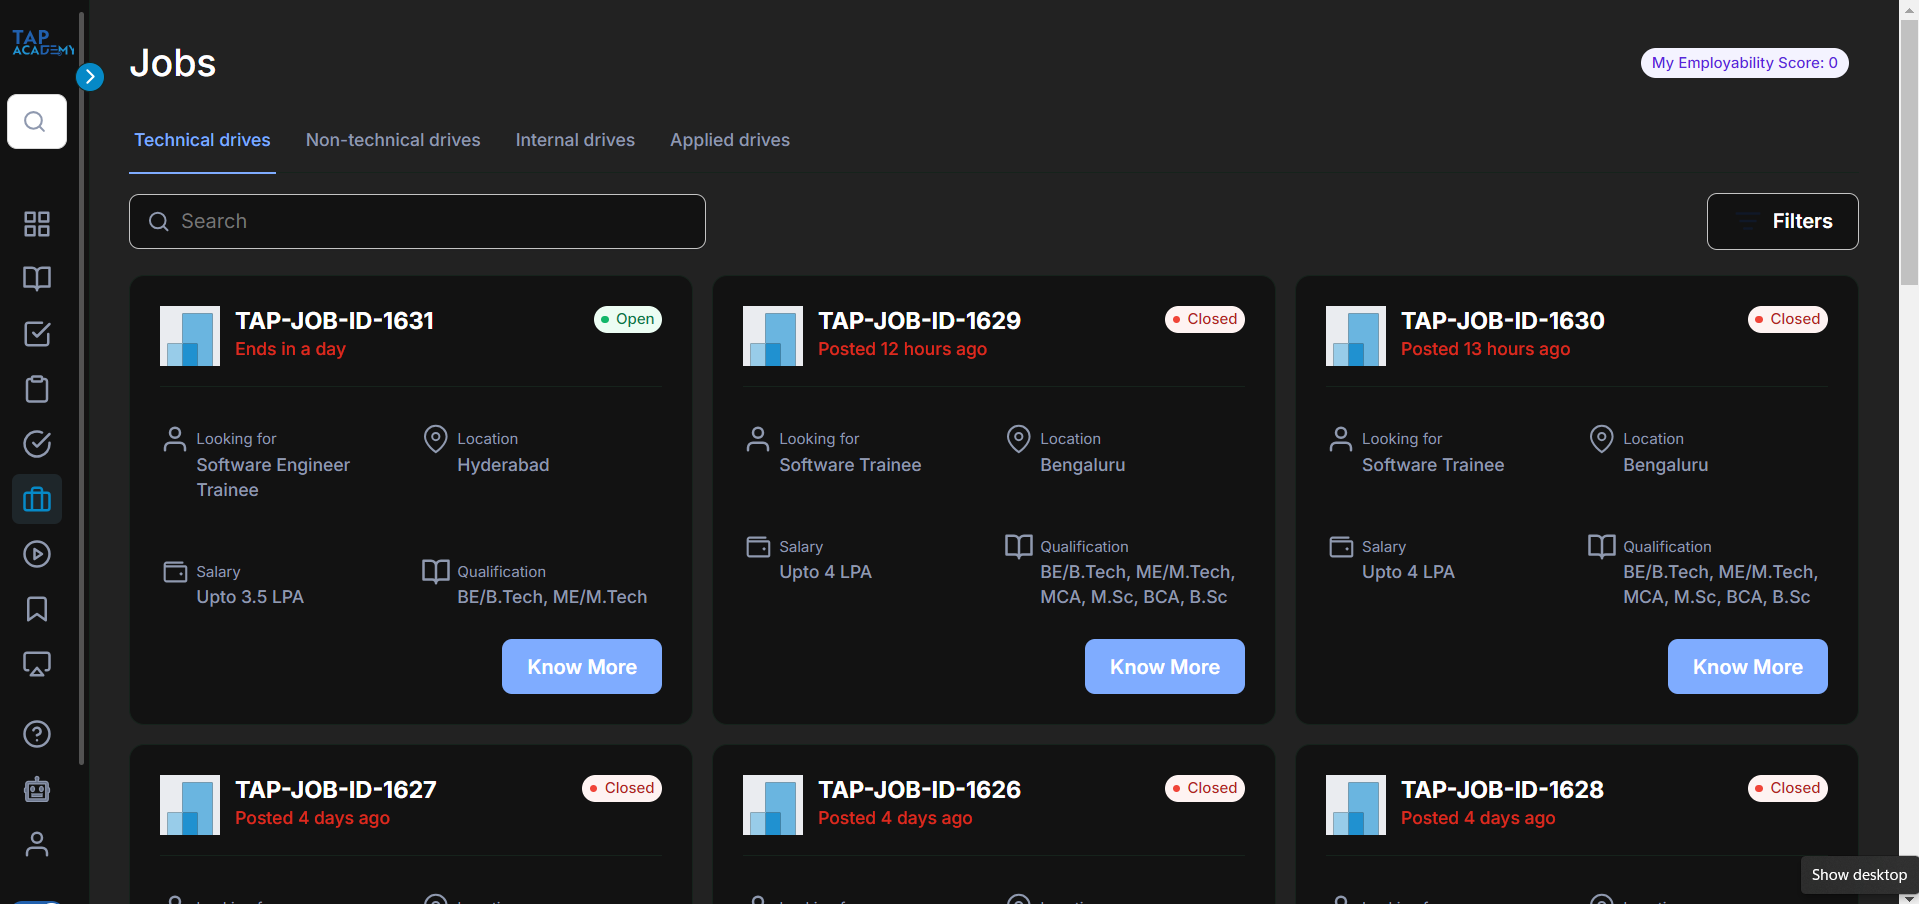 TAP
ACADEMY
Jobs
My Employability Score: 0
Technical drives
Non-technical drives
Internal drives
Applied drives
Search
Filters
TAP-JOB-ID-1631
Open
Ends in a day
Looking for
Software Engineer
Trainee
Location
Hyderabad
Salary
Upto 3.5 LPA
Qualification
BE/B.Tech, ME/M.Tech
Know More
TAP-JOB-ID-1629
Closed
Posted 12 hours ago
Looking for
Software Trainee
Location
Bengaluru
Salary
Upto 4 LPA
Qualification
BE/B.Tech, ME/M.Tech,
MCA, M.Sc, BCA, B.Sc
Know More
TAP-JOB-ID-1630
Closed
Posted 13 hours ago
Looking for
Software Trainee
Location
Bengaluru
Salary
Upto 4 LPA
Qualification
BE/B.Tech, ME/M.Tech,
MCA, M.Sc, BCA, B.Sc
Know More
TAP-JOB-ID-1627
Closed
Posted 4 days ago
TAP-JOB-ID-1626
Closed
Posted 4 days ago
TAP-JOB-ID-1628
Closed
Posted 4 days ago
Show desktop